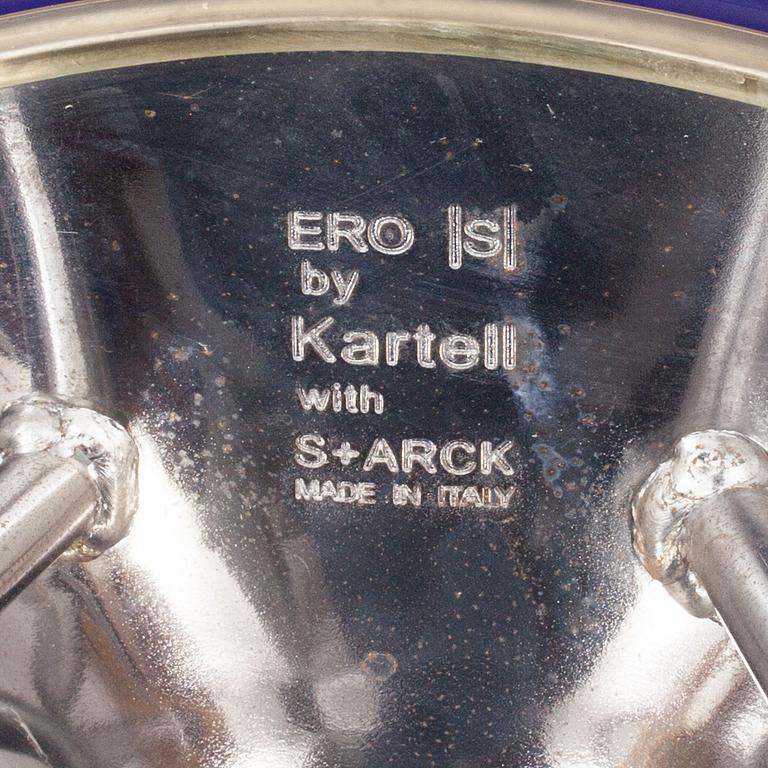 ERO |S|
by
Kartell
with
S+ARCK
MADE IN ITALY